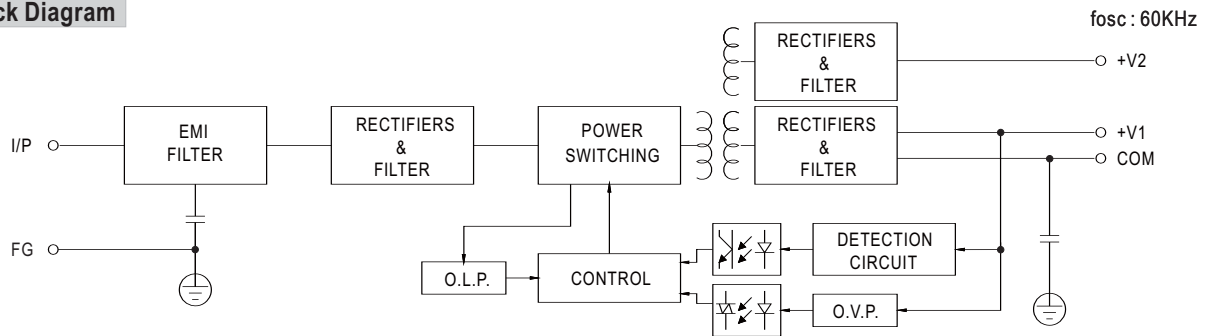 ck Diagram
fosc : 60KHz
RECTIFIERS
&
FILTER
+V2
I/P
EMI
FILTER
RECTIFIERS
&
FILTER
POWER
SWITCHING
RECTIFIERS
&
FILTER
+V1
COM
FG
O.L.P.
CONTROL
DETECTION
CIRCUIT
O.V.P.